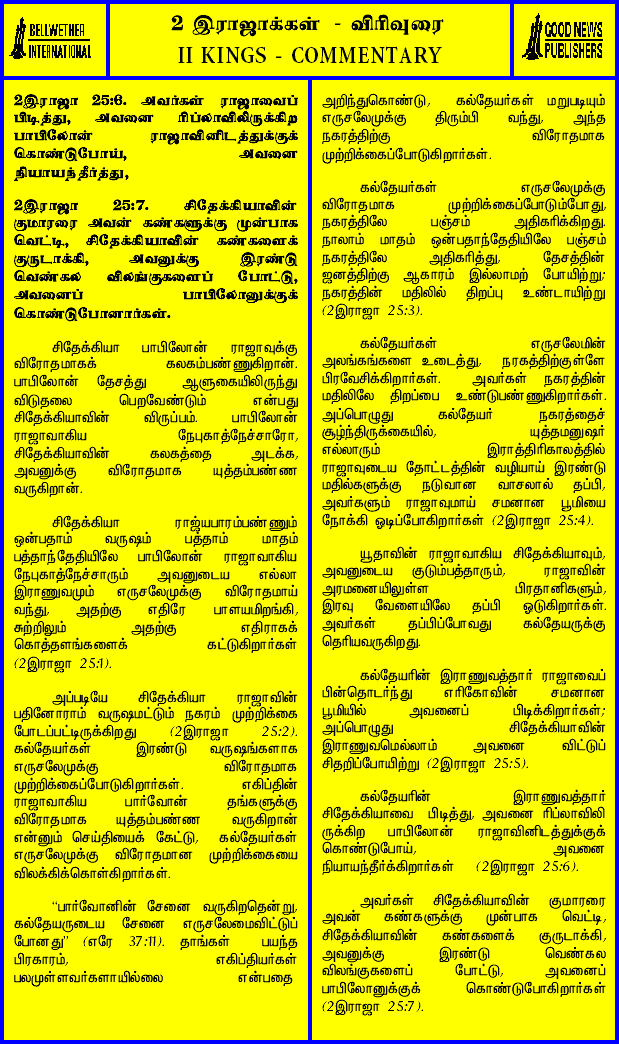 BELLWETHER
INTERNATIONAL
2 இராஜாக்கள் - விரிவுரை
II KINGS - COMMENTARY
GOOD NEWS
PUBLISHERS
2இராஜா 25:6. அவர்கள் ராஜாவைப்
பிடித்து, அவனை ரிப்லாவிலிருக்கிற
பாபிலோன் ராஜாவினிடத்துக்குக்
கொண்டுபோய், அவனை
நியாயந்தீர்த்து,
2இராஜா 25:7. சிதேக்கியாவின்
குமாரரை அவன் கண்களுக்கு முன்பாக
வெட்டி, சிதேக்கியாவின் கண்களைக்
குருடாக்கி, அவனுக்கு இரண்டு
வெண்கல விலங்குகளைப் போட்டு,
அவனைப் பாபிலோனுக்குக்
கொண்டுபோனார்கள்.
சிதேக்கியா பாபிலோன் ராஜாவுக்கு
விரோதமாகக் கலகம்பண்ணுகிறான்.
பாபிலோன் தேசத்து ஆளுகையிலிருந்து
விடுதலை பெறவேண்டும் என்பது
சிதேக்கியாவின் விருப்பம். பாபிலோன்
ராஜாவாகிய நேபுகாத்நேச்சாரோ,
சிதேக்கியாவின் கலகத்தை அடக்க,
அவனுக்கு விரோதமாக யுத்தம்பண்ண
வருகிறான்.
சிதேக்கியா ராஜ்யபாரம்பண்ணும்
ஒன்பதாம் வருஷம் பத்தாம் மாதம்
பத்தாந்தேதியிலே பாபிலோன் ராஜாவாகிய
நேபுகாத்நேச்சாரும் அவனுடைய எல்லா
இராணுவமும் எருசலேமுக்கு விரோதமாய்
வந்து, அதற்கு எதிரே பாளயமிறங்கி,
சுற்றிலும் அதற்கு எதிராகக்
கொத்தளங்களைக் கட்டுகிறார்கள்
(2இராஜா 25:1).
அப்படியே சிதேக்கியா ராஜாவின்
பதினோராம் வருஷமட்டும் நகரம் முற்றிக்கை
போடப்பட்டிருக்கிறது (2இராஜா 25:2).
கல்தேயர்கள் இரண்டு வருஷங்களாக
எருசலேமுக்கு விரோதமாக
முற்றிக்கைபோடுகிறார்கள். எகிப்தின்
ராஜாவாகிய பார்வோன் தங்களுக்கு
விரோதமாக யுத்தம்பண்ண வருகிறான்
என்னும் செய்தியைக் கேட்டு, கல்தேயர்கள்
எருசலேமுக்கு விரோதமான முற்றிக்கையை
விலக்கிக்கொள்கிறார்கள்.
“பார்வோனின் சேனை வருகிறதென்று,
கல்தேயருடைய சேனை எருசலேமைவிட்டுப்
போனது” (எரே 37:11). தாங்கள் பயந்த
பிரகாரம், எகிப்தியர்கள்
பலமுள்ளவர்களாயில்லை என்பதை
அறிந்துகொண்டு, கல்தேயர்கள் மறுபடியும்
எருசலேமுக்கு திரும்பி வந்து, அந்த
நகரத்திற்கு விரோதமாக
முற்றிக்கைப்போடுகிறார்கள்.
கல்தேயர்கள் எருசலேமுக்கு
விரோதமாக முற்றிக்கைப்போடும்போது,
நகரத்திலே பஞ்சம் அதிகரிக்கிறது.
நாலாம் மாதம் ஒன்பதாந்தேதியிலே பஞ்சம்
நகரத்திலே அதிகரித்து, தேசத்தின்
ஜனத்திற்கு ஆகாரம் இல்லாமற் போயிற்று;
நகரத்தின் மதிலில் திறப்பு உண்டாயிற்று
(2இராஜா 25:3).
கல்தேயர்கள் எருசலேமின்
அலங்கங்களை உடைத்து, நரகத்திற்குள்ளே
பிரவேசிக்கிறார்கள். அவர்கள் நகரத்தின்
மதிலிலே திறப்பை உண்டுபண்ணுகிறார்கள்.
அப்பொழுது கல்தேயர் நகரத்தைச்
சூழ்ந்திருக்கையில், யுத்தமனுஷர்
எல்லாரும் இராத்திரிகாலத்தில்
ராஜாவுடைய தோட்டத்தின் வழியாய் இரண்டு
மதில்களுக்கு நடுவான வாசலால் தப்பி,
அவர்களும் ராஜாவுமாய் சமனான பூமியை
நோக்கி ஓடிப்போகிறார்கள் (2இராஜா 25:4).
யூதாவின் ராஜாவாகிய சிதேக்கியாவும்,
அவனுடைய குடும்பத்தாரும், ராஜாவின்
அரமனையிலுள்ள பிரதானிகளும்,
இரவு வேளையிலே தப்பி ஓடுகிறார்கள்.
அவர்கள் தப்பிப்போவது கல்தேயருக்கு
தெரியவருகிறது.
கல்தேயரின் இராணுவத்தார் ராஜாவைப்
பின்தொடர்ந்து எரிகோவின் சமனான
பூமியில் அவனைப் பிடிக்கிறார்கள்;
அப்பொழுது சிதேக்கியாவின்
இராணுவமெல்லாம் அவனை விட்டுப்
சிதறிப்போயிற்று (2இராஜா 25:5).
கல்தேயரின் இராணுவத்தார்
சிதேக்கியாவை பிடித்து, அவனை ரிப்லாவிலி
ருக்கிற பாபிலோன் ராஜாவினிடத்துக்குக்
கொண்டுபோய், அவனை
நியாயந்தீர்க்கிறார்கள் (2இராஜா 25:6).
அவர்கள் சிதேக்கியாவின் குமாரரை
அவன் கண்களுக்கு முன்பாக வெட்டி,
சிதேக்கியாவின் கண்களைக் குருடாக்கி,
அவனுக்கு இரண்டு வெண்கல
விலங்குகளைப் போட்டு, அவனைப்
பாபிலோனுக்குக் கொண்டுபோகிறார்கள்
(2இராஜா 25:7).